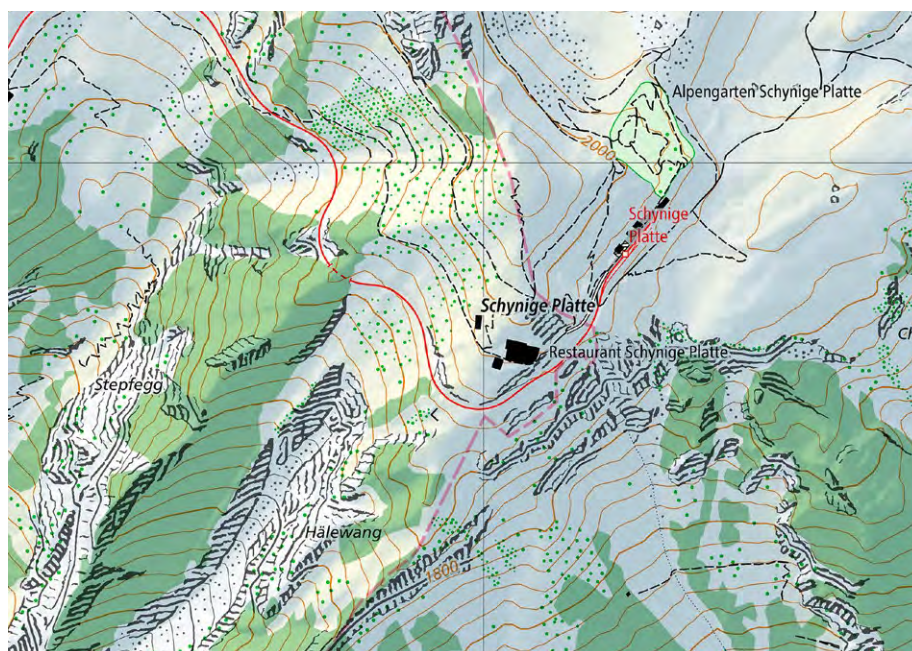 Alpengarten Schynige Platte
2000
Schynige
Platte
Schynige Platte
Restaurant Schynige Platte
Stepfegg
Hälewang
1800